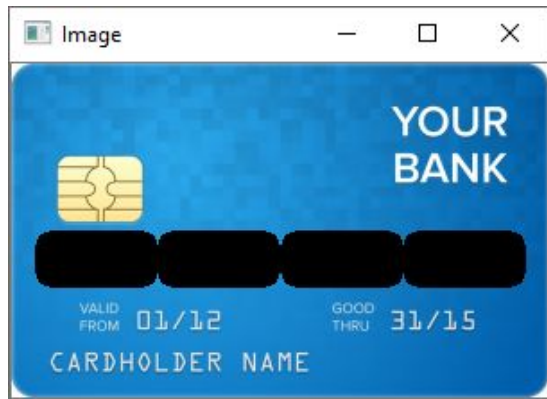 Image
YOUR
BANK
VALID
FROM 01/12
GOOD
THRU 31/15
CARDHOLDER NAME